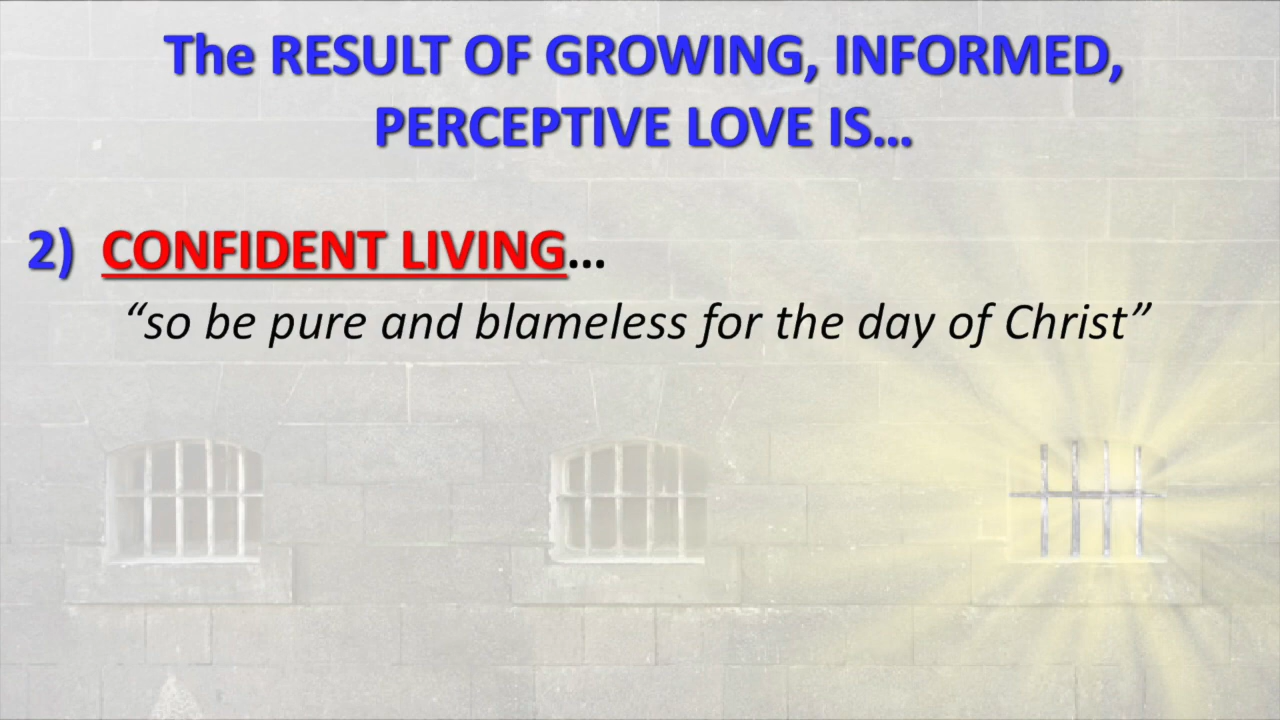 The RESULT OF GROWING, INFORMED,
PERCEPTIVE LOVE IS…
2) CONFIDENT LIVING…
“so be pure and blameless for the day of Christ”